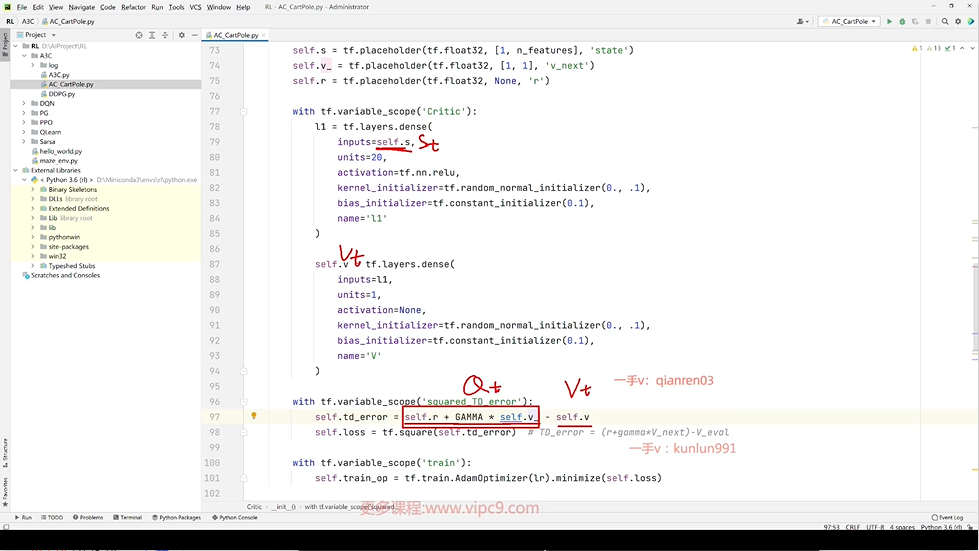 File Edit View Navigate Code Refactor Run Tools VCS Window Help RL - AC_CartPole.py - Administrator
RL A3C AC_CartPole.py AC_CartPole
Project
AC_CartPole.py
RL D:\AIProject\RL
A3C
log
A3C.py
AC_CartPole.py
DDPG.py
DQN
PG
PPO
QLearn
Sarsa
hello_world.py
maze_env.py
External Libraries
< Python 3.6 (rl) > D:\Miniconda3\envs\rl\python.exe
Binary Skeletons
DLLs library root
Extended Definitions
Lib library root
lib
pythonwin
site-packages
win32
Typeshed Stubs
Scratches and Consoles
Project
Structure
Favorites
1 13 1
73 self.s = tf.placeholder(tf.float32, [1, n_features], 'state')
74 self.v_ = tf.placeholder(tf.float32, [1, 1], 'v_next')
75 self.r = tf.placeholder(tf.float32, None, 'r')
76
77 with tf.variable_scope('Critic'):
78 l1 = tf.layers.dense(
79 inputs=self.s, St
80 units=20,
81 activation=tf.nn.relu,
82 kernel_initializer=tf.random_normal_initializer(0., .1),
83 bias_initializer=tf.constant_initializer(0.1),
84 name='l1'
85 )
86
Vt
87 self.v tf.layers.dense(
88 inputs=l1,
89 units=1,
90 activation=None,
91 kernel_initializer=tf.random_normal_initializer(0., .1),
92 bias_initializer=tf.constant_initializer(0.1),
93 name='V'
94 )
95
Qt Vt 一手v: qianren03
96 with tf.variable_scope('squared_TD_error'):
97 self.td_error = self.r + GAMMA * self.v_ - self.v
98 self.loss = tf.square(self.td_error) # TD_error = (r+gamma*V_next)-V_eval
一手v：kunlun991
99
100 with tf.variable_scope('train'):
101 self.train_op = tf.train.AdamOptimizer(lr).minimize(self.loss)
102
Critic __init__() with tf.variable_scope('squared...
更多课程:www.vipc9.com
Run TODO Problems Terminal Python Packages Python Console Event Log
97:53 CRLF UTF-8 4 spaces Python 3.6 (rl)